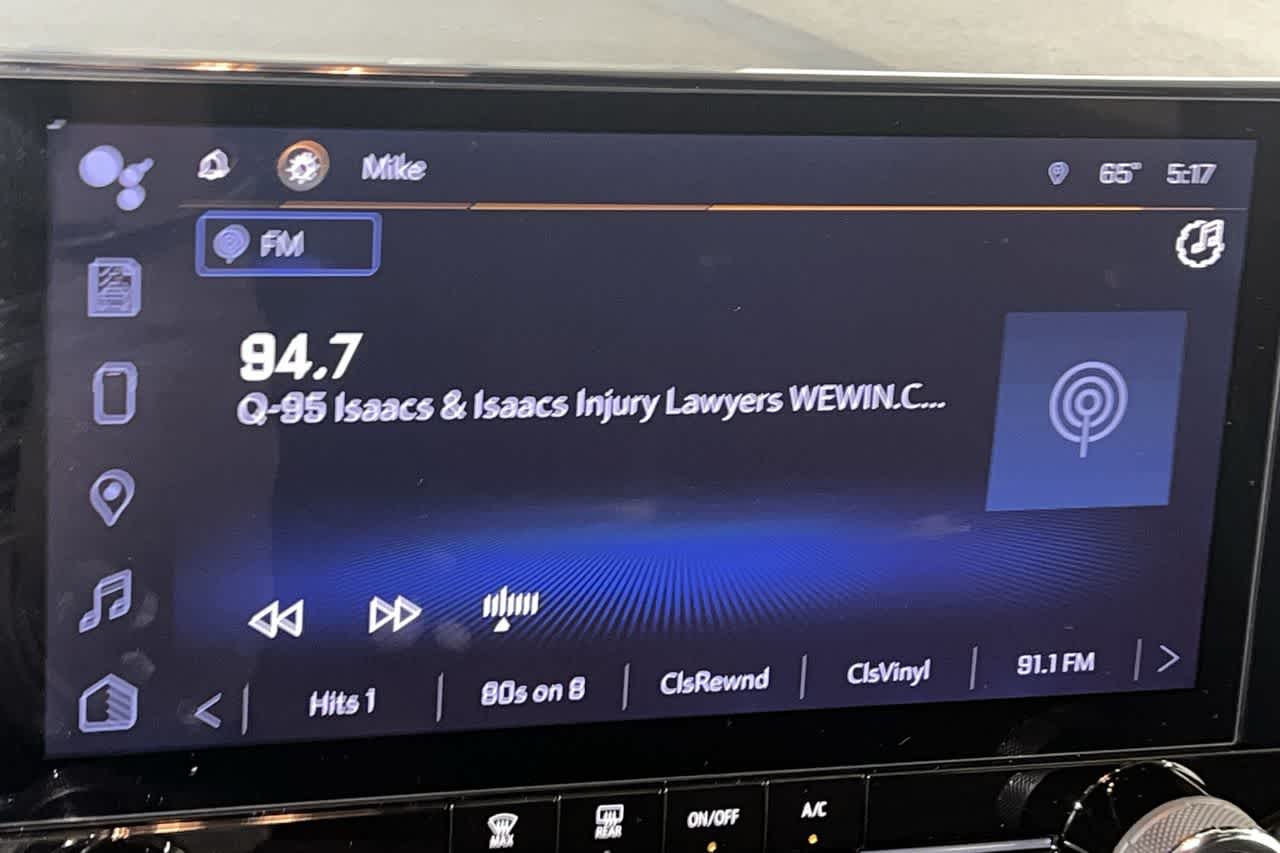 Mike 65° 5:17
FM
94.7
Q-95 Isaacs & Isaacs Injury Lawyers WEWIN.C...
Hits 1 80s on 8 ClsRewnd ClsVinyl 91.1 FM
MAX REAR ON/OFF A/C